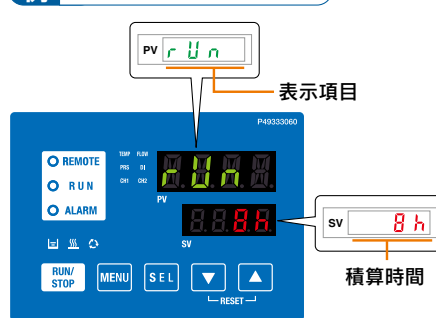 例
PV rUn
表示項目
P49333060
REMOTE
RUN
ALARM
TEMP FLOW
PRS DI
CH1 CH2
rUn
PV
8h
SV
SV 8h
積算時間
RUN/
STOP
MENU
SEL
RESET